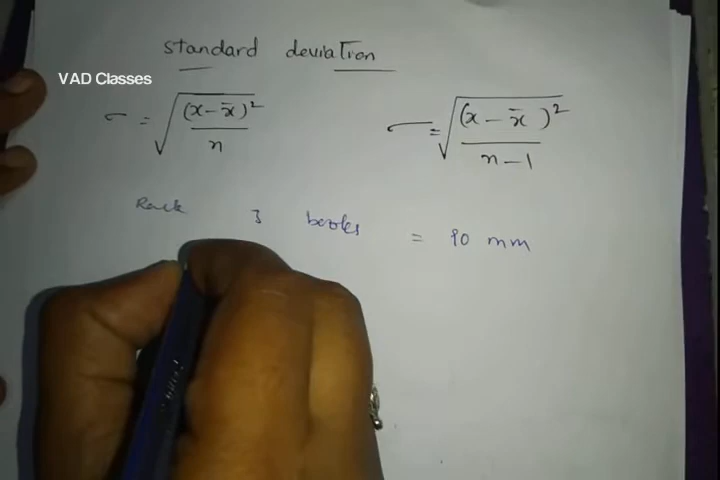 standard deviation
VAD Classes
σ = √((x - x̄)² / n)
σ = √((x - x̄)² / n - 1)
Rack 3 books = 90 mm